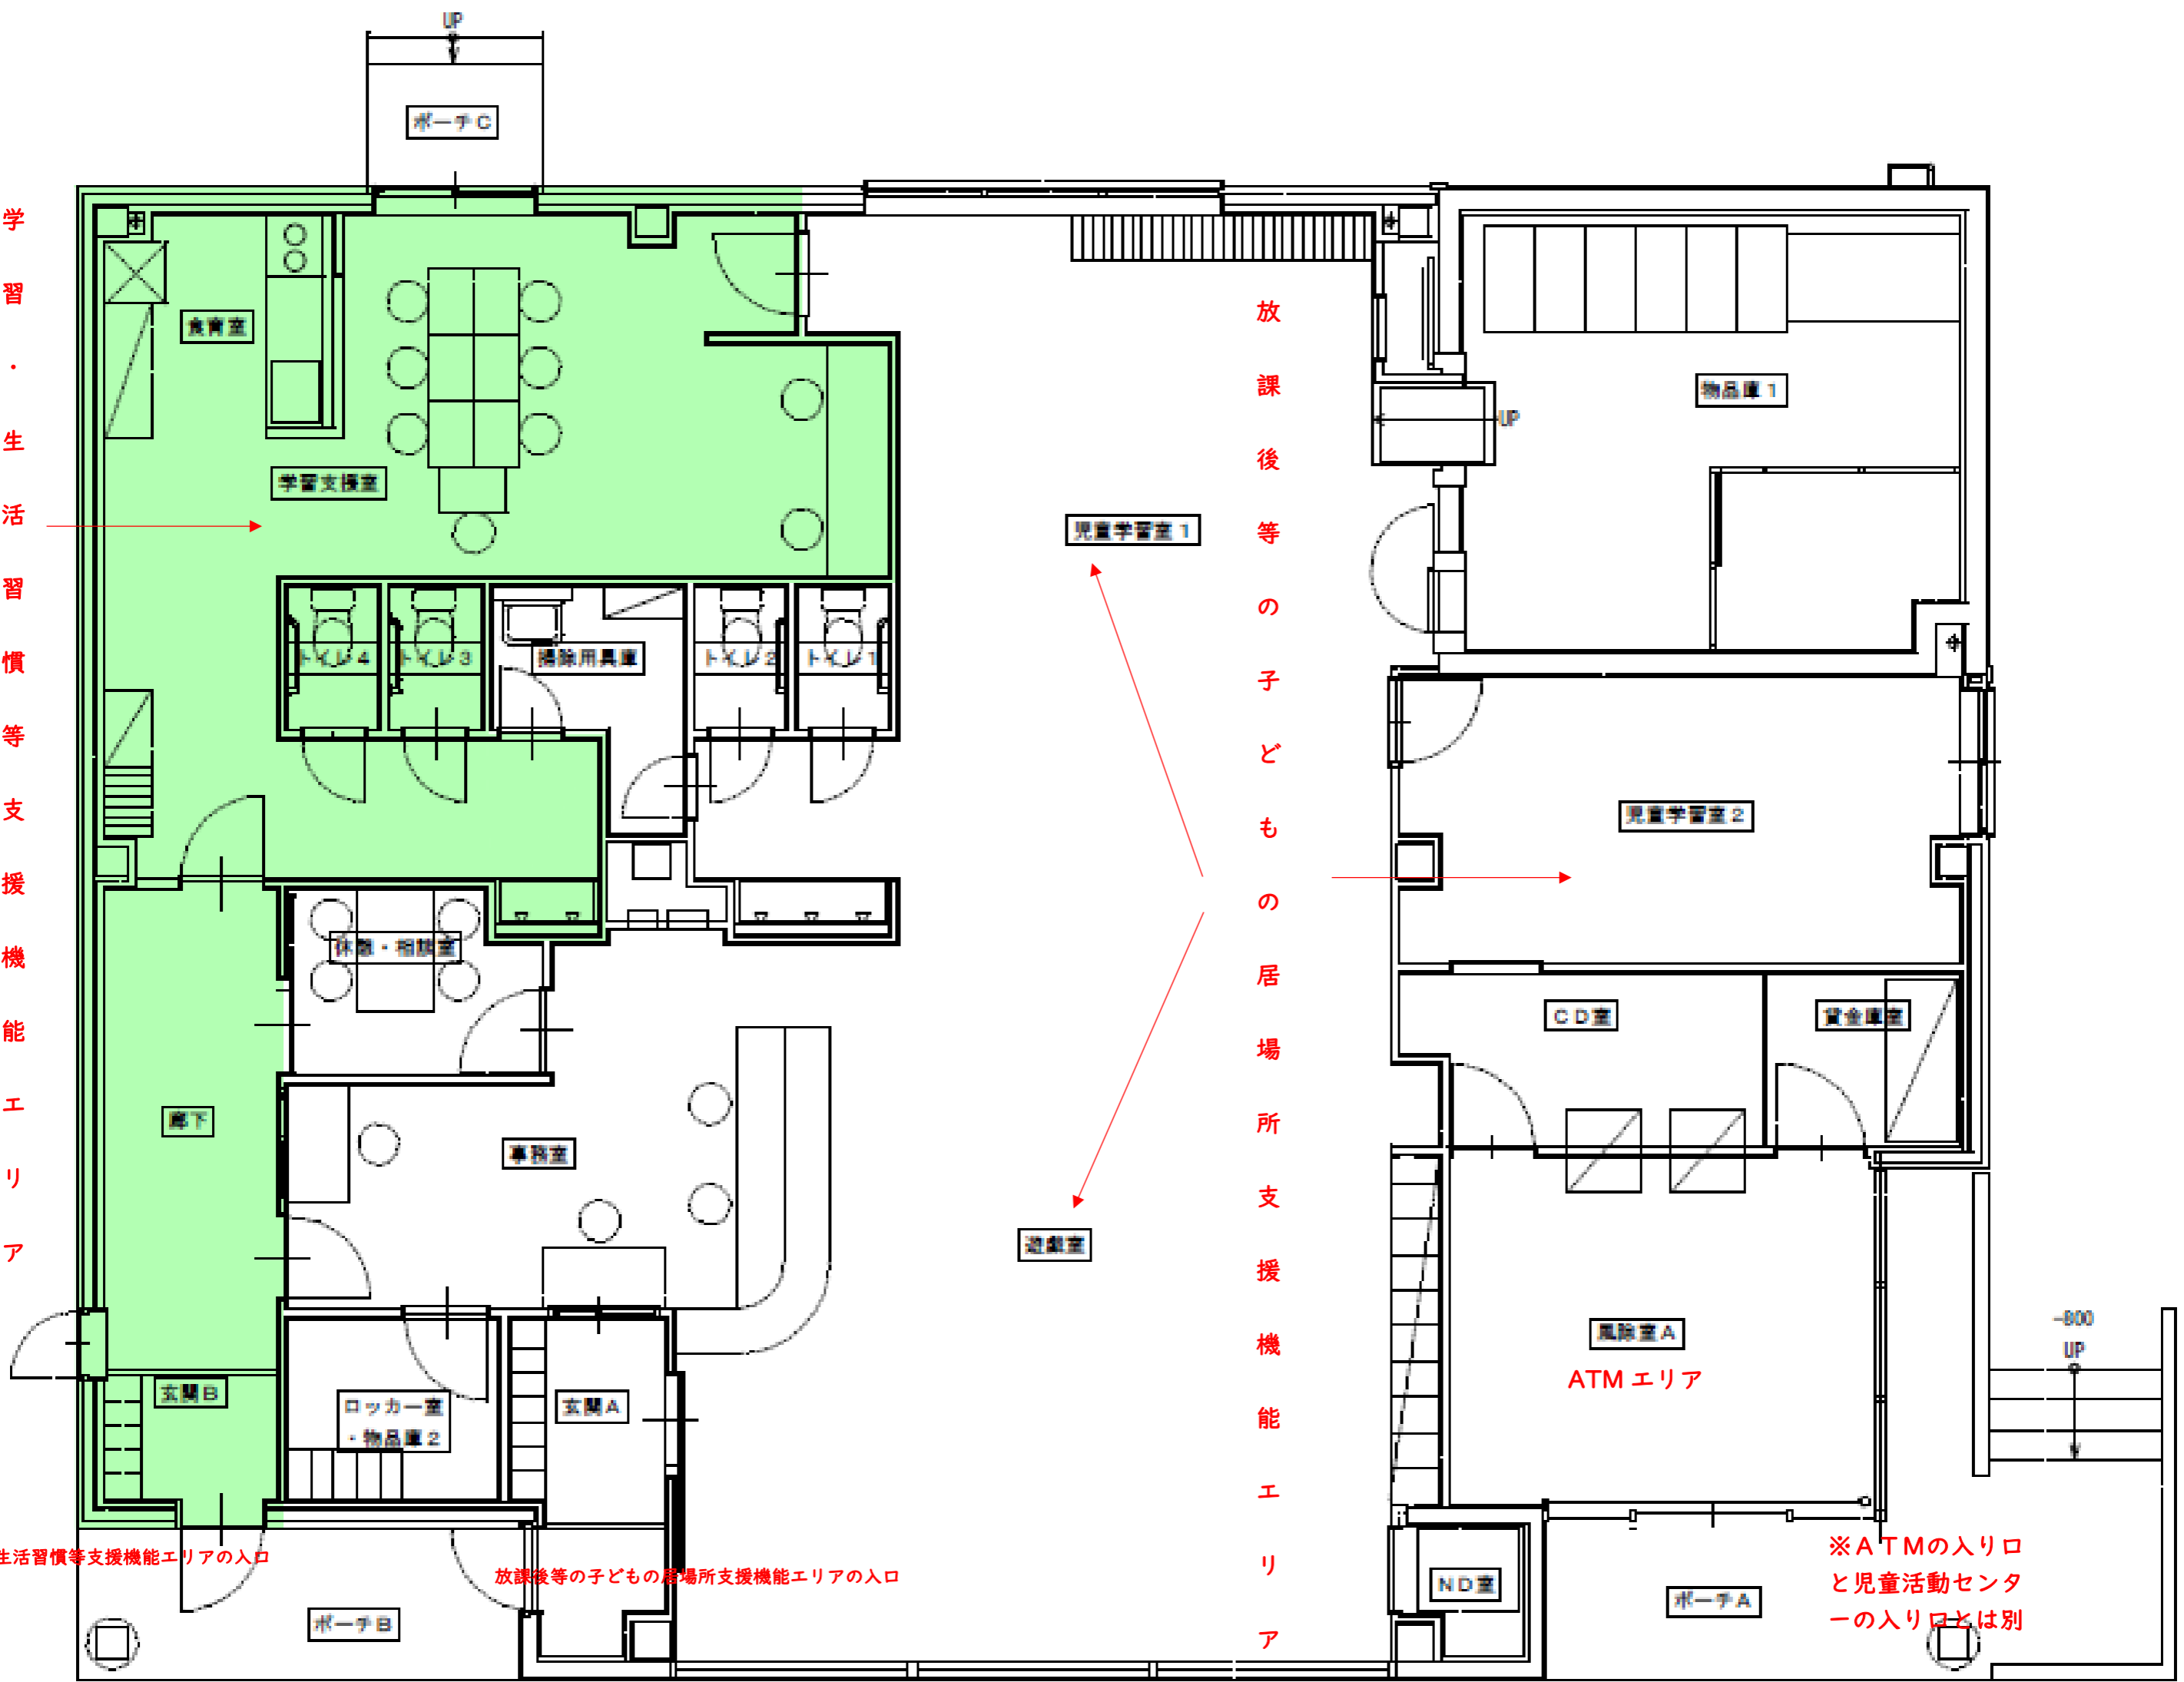 UP
ポーチC
学習・生活習慣等支援機能エリア
食育室
学習支援室
トイレ4
トイレ3
掃除用具庫
トイレ2
トイレ1
休憩・相談室
廊下
事務室
玄関B
ロッカー室
・物品庫2
玄関A
生活習慣等支援機能エリアの入口
放課後等の子どもの居場所支援機能エリアの入口
ポーチB
児童学習室1
遊戯室
放課後等の子どもの居場所支援機能エリア
物品庫1
UP
児童学習室2
CD室
貸金庫室
風除室A
ATM エリア
-800
UP
ND室
ポーチA
※ATMの入り口
と児童活動センタ
ーの入り口とは別